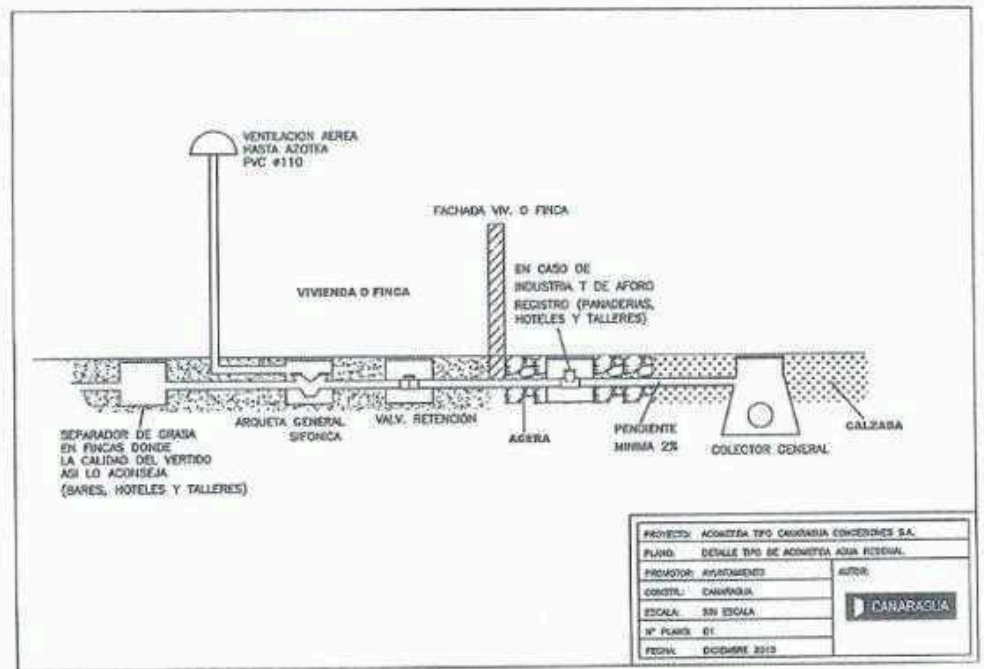 VENTILACION AEREA
HASTA AZOTEA
PVC ø110
FACHADA VIV. O FINCA
VIVIENDA O FINCA
EN CASO DE
INDUSTRIA T DE AFORO
REGISTRO (PANADERIAS,
HOTELES Y TALLERES)
SEPARADOR DE GRASA
EN FINCAS DONDE
LA CALIDAD DEL VERTIDO
ASI LO ACONSEJA
(BARES, HOTELES Y TALLERES)
ARQUETA GENERAL
SIFONICA
VALV. RETENCIÓN
ACERA
PENDIENTE
MINIMA 2%
COLECTOR GENERAL
CALZADA
PROYECTO: ACOMETIDA TIPO CANARAGUA CONCESIONES S.A.
PLANO: DETALLE TIPO DE ACOMETIDA AGUA RESIDUAL
PROMOTOR: AYUNTAMIENTO
AUTOR:
CONSTR.: CANARAGUA
CANARAGUA
ESCALA: SIN ESCALA
Nº PLANO: 01
FECHA: DICIEMBRE